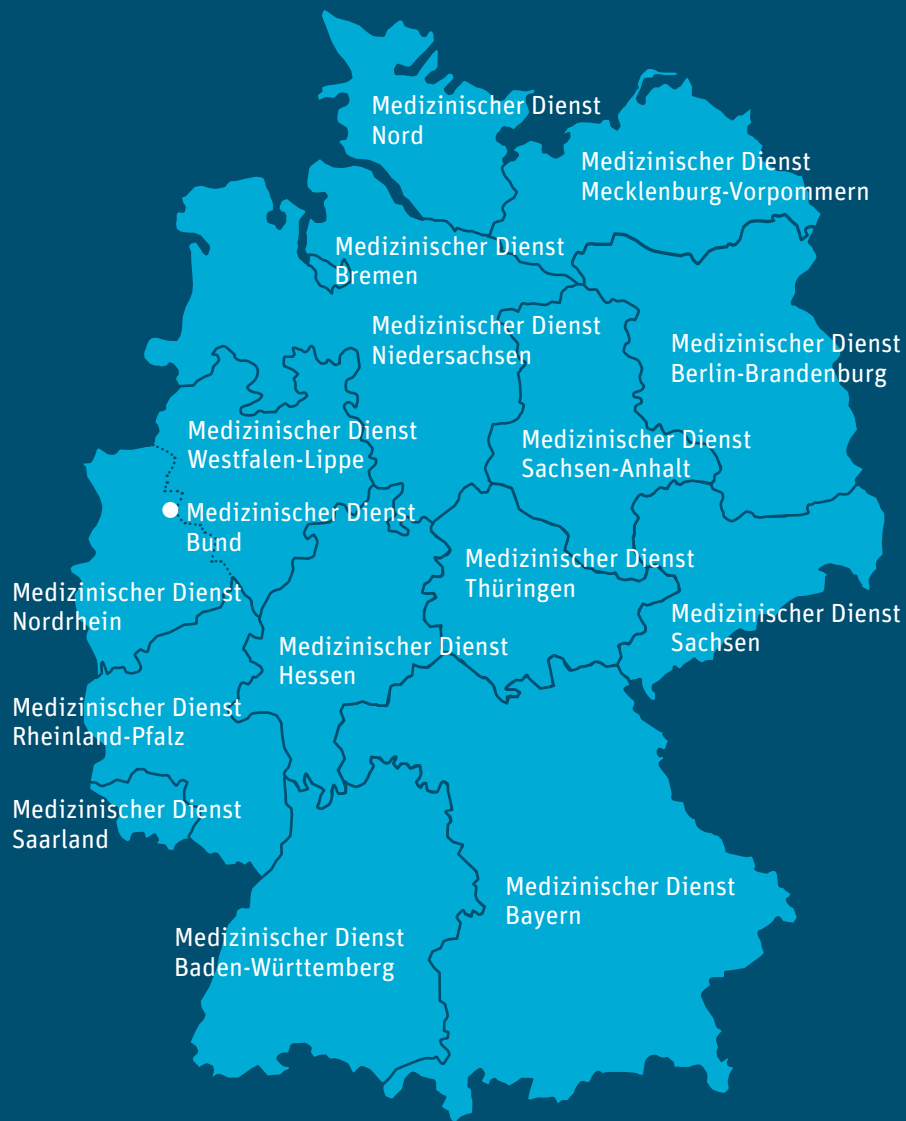 Medizinischer Dienst
Nord
Medizinischer Dienst
Mecklenburg-Vorpommern
Medizinischer Dienst
Bremen
Medizinischer Dienst
Niedersachsen
Medizinischer Dienst
Berlin-Brandenburg
Medizinischer Dienst
Westfalen-Lippe
Medizinischer Dienst
Sachsen-Anhalt
Medizinischer Dienst
Bund
Medizinischer Dienst
Thüringen
Medizinischer Dienst
Nordrhein
Medizinischer Dienst
Sachsen
Medizinischer Dienst
Hessen
Medizinischer Dienst
Rheinland-Pfalz
Medizinischer Dienst
Saarland
Medizinischer Dienst
Bayern
Medizinischer Dienst
Baden-Württemberg